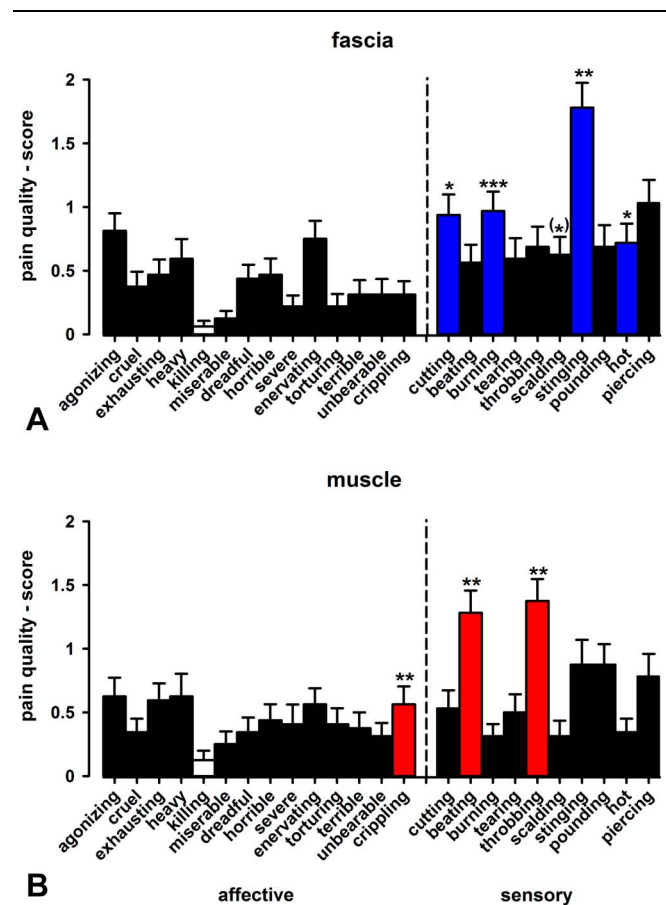 fascia
pain quality - score
2
1.5
1
0.5
0
* *** (*) ** *
agonizing cruel exhausting heavy killing miserable dreadful horrible severe enervating torturing terrible unbearable crippling cutting beating burning tearing throbbing scalding stinging pounding hot piercing
A
muscle
pain quality - score
2
1.5
1
0.5
0
** ** **
agonizing cruel exhausting heavy killing miserable dreadful horrible severe enervating torturing terrible unbearable crippling cutting beating burning tearing throbbing scalding stinging pounding hot piercing
B
affective sensory